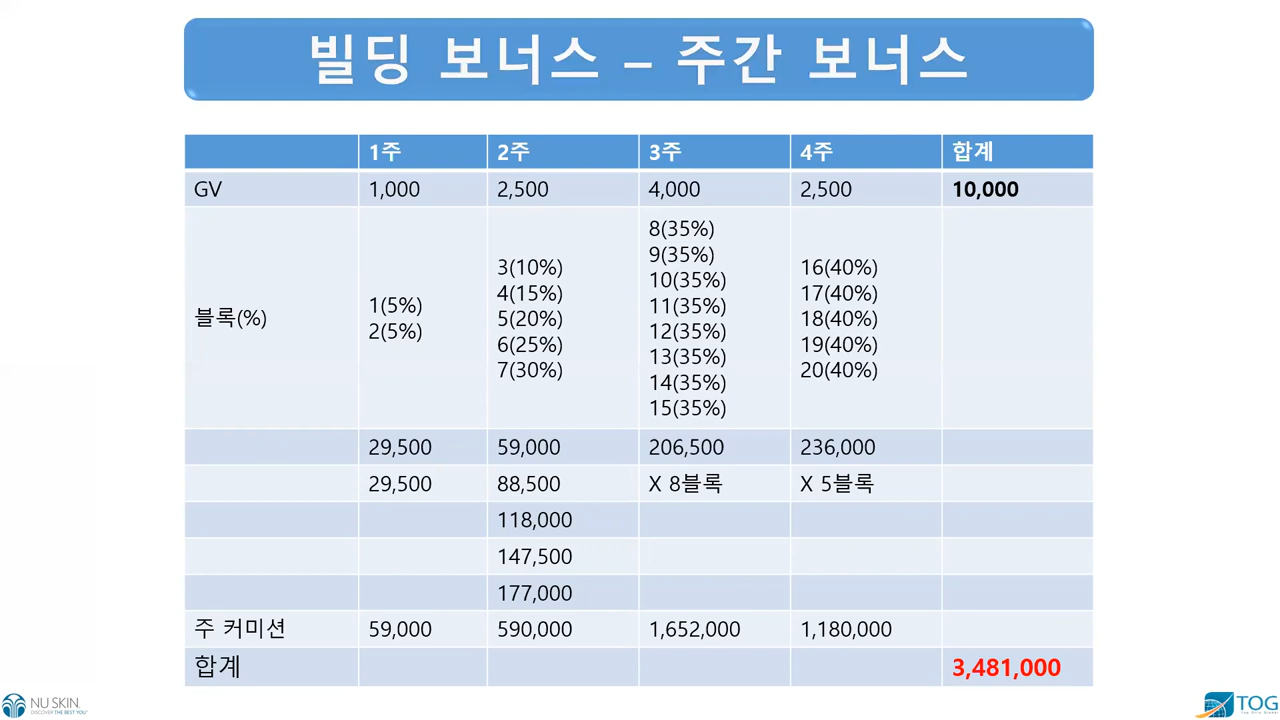 빌딩 보너스 – 주간 보너스
1주 2주 3주 4주 합계
GV 1,000 2,500 4,000 2,500 10,000
블록(%)
1(5%)
2(5%)
3(10%)
4(15%)
5(20%)
6(25%)
7(30%)
8(35%)
9(35%)
10(35%)
11(35%)
12(35%)
13(35%)
14(35%)
15(35%)
16(40%)
17(40%)
18(40%)
19(40%)
20(40%)
29,500 59,000 206,500 236,000
29,500 88,500 X 8블록 X 5블록
118,000
147,500
177,000
주 커미션 59,000 590,000 1,652,000 1,180,000
합계 3,481,000
NU SKIN.
DISCOVER THE BEST YOU
TOG